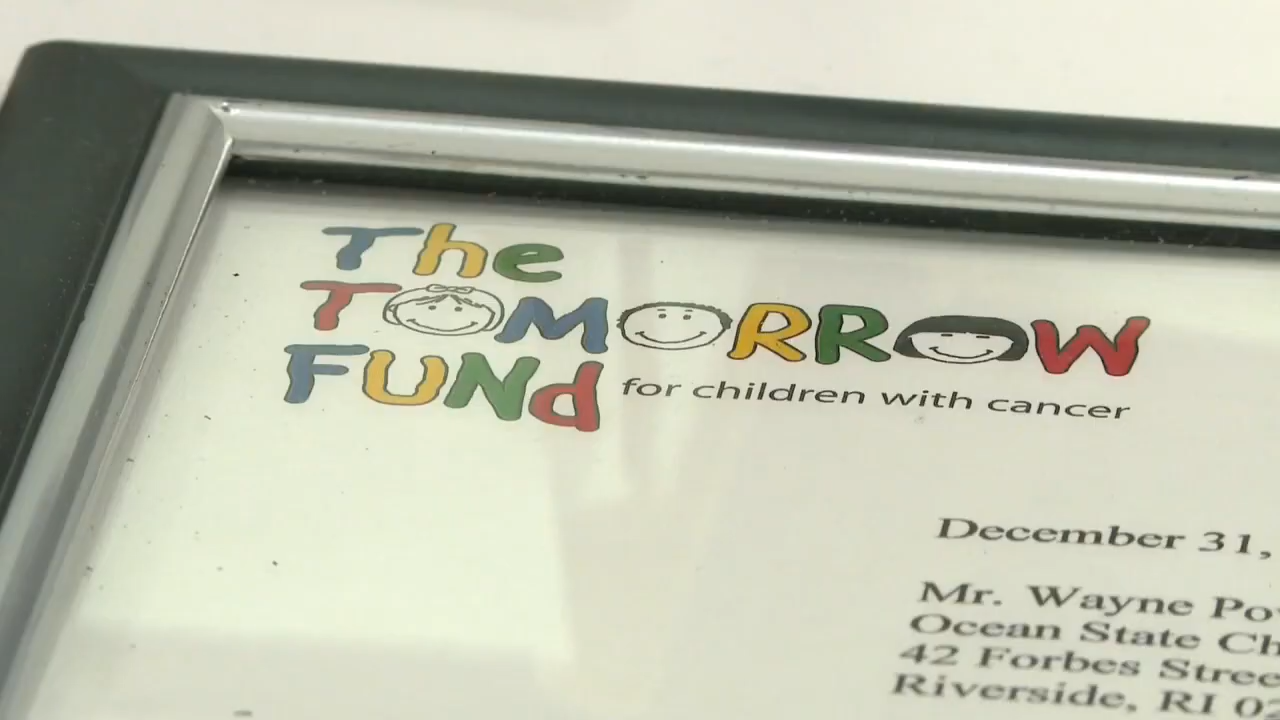 The
TOMORROW
FUNd for children with cancer
December 31,
Mr. Wayne
Ocean State
42 Forbes
Riverside, RI